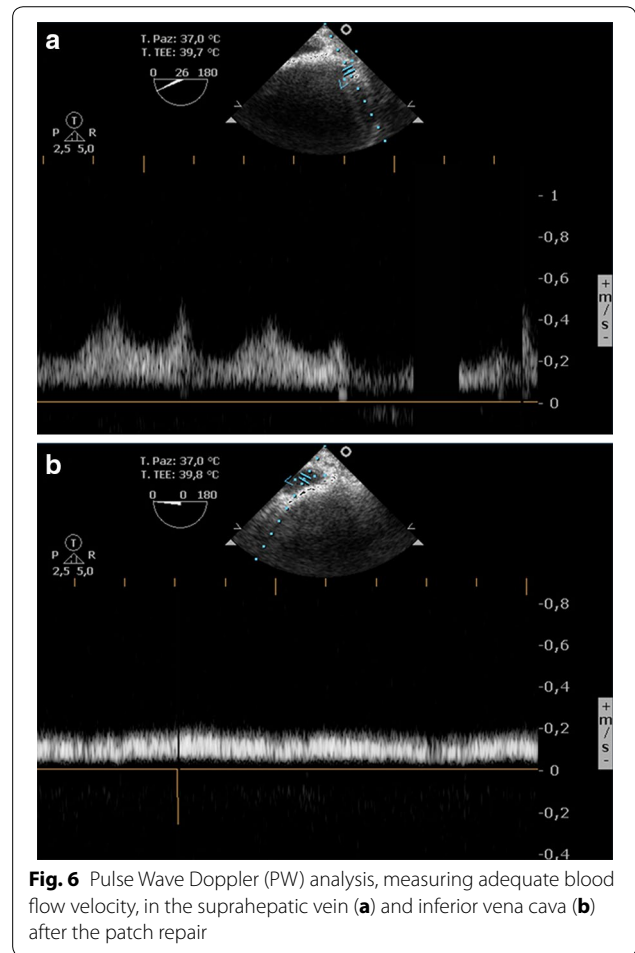 a
T. Paz: 37,0 °C
T. TEE: 39,7 °C
0 26 180
T
P R
2,5 5,0
- 1
-0,8
-0,6
-0,4
-0,2
- 0
+
m
/
s
-
b
T. Paz: 37,0 °C
T. TEE: 39,8 °C
0 0 180
T
P R
2,5 5,0
-0,8
-0,6
-0,4
-0,2
- 0
-0,2
-0,4
+
m
/
s
-
Fig. 6 Pulse Wave Doppler (PW) analysis, measuring adequate blood
flow velocity, in the suprahepatic vein (a) and inferior vena cava (b)
after the patch repair